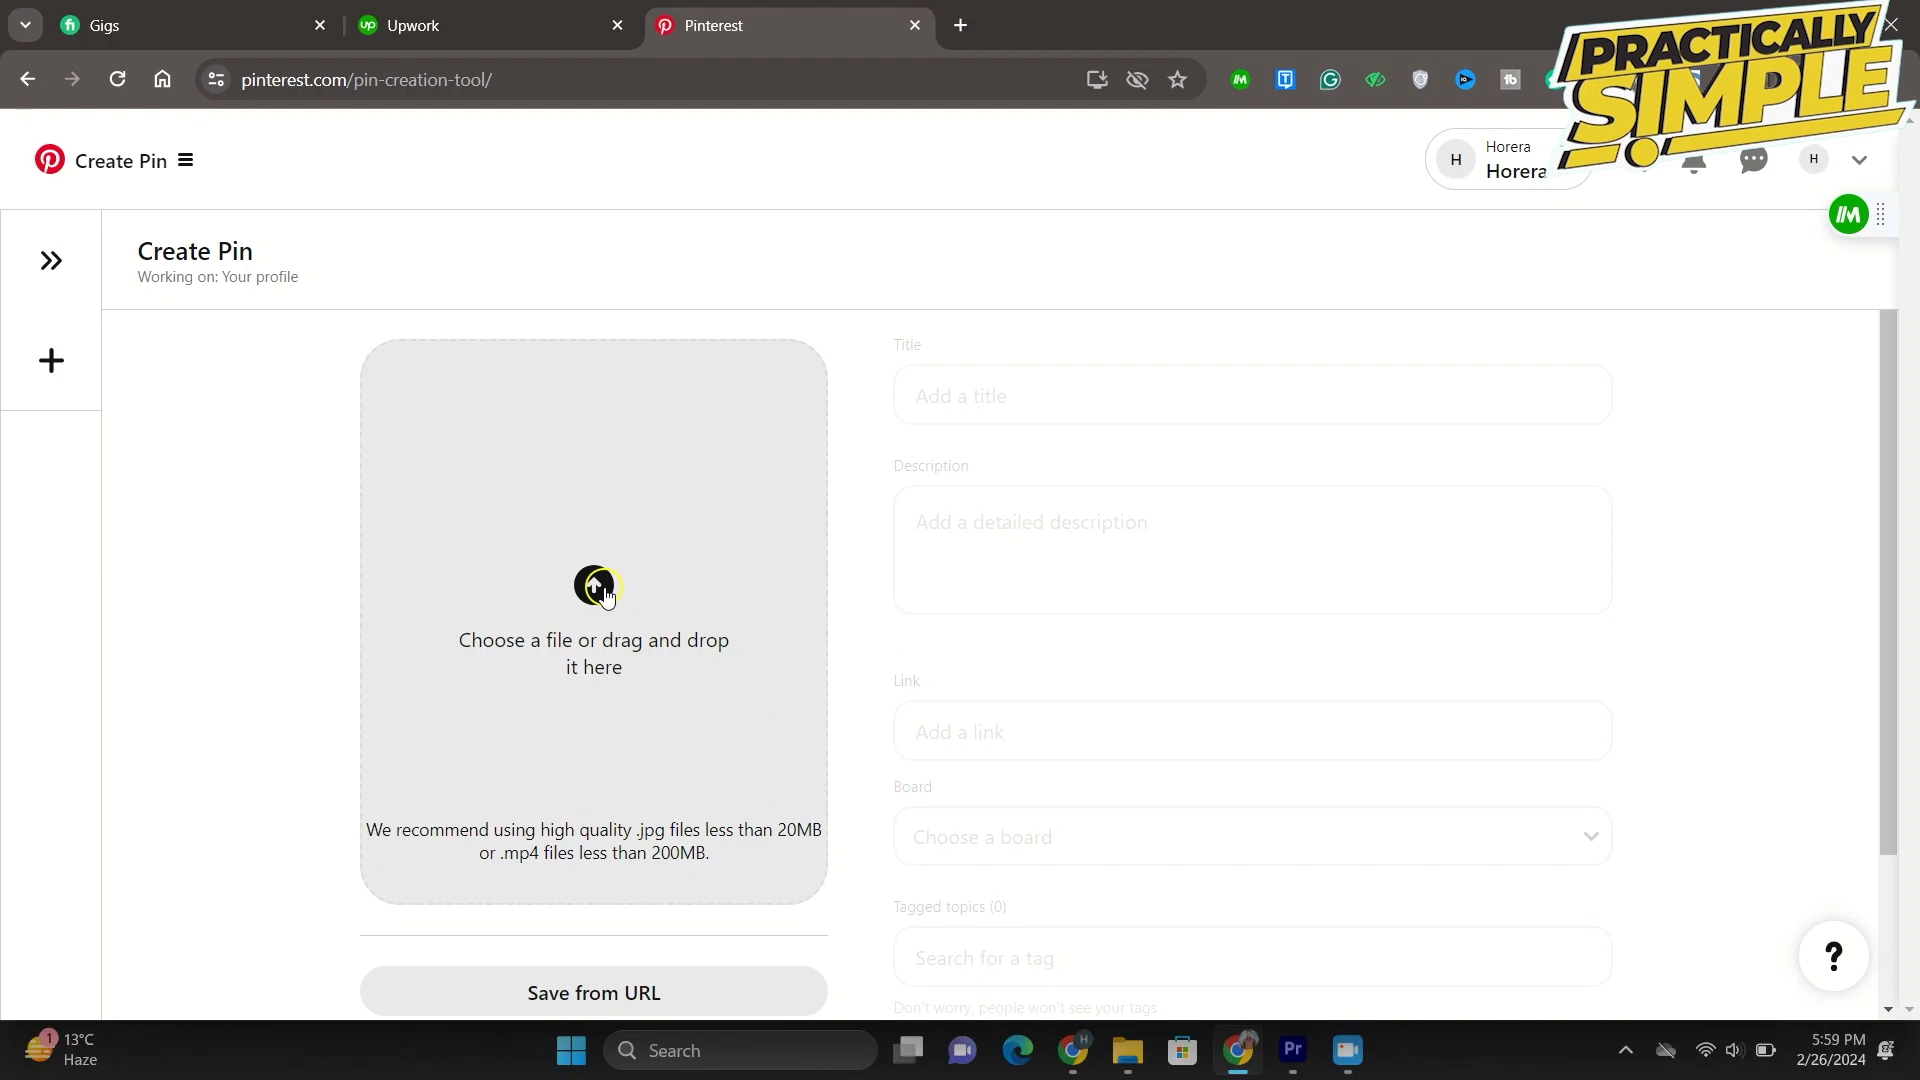 Gigs
Upwork
Pinterest
PRACTICALLY
SIMPLE
pinterest.com/pin-creation-tool/
Create Pin
H
Horera
Horera
H
Create Pin
Working on: Your profile
Title
Add a title
Description
Add a detailed description
Choose a file or drag and drop
it here
Link
Add a link
Board
Choose a board
We recommend using high quality .jpg files less than 20MB
or .mp4 files less than 200MB.
Tagged topics (0)
Search for a tag
Save from URL
Don't worry, people won't see your tags
?
1
13°C
Haze
Search
H
Pr
5:59 PM
2/26/2024